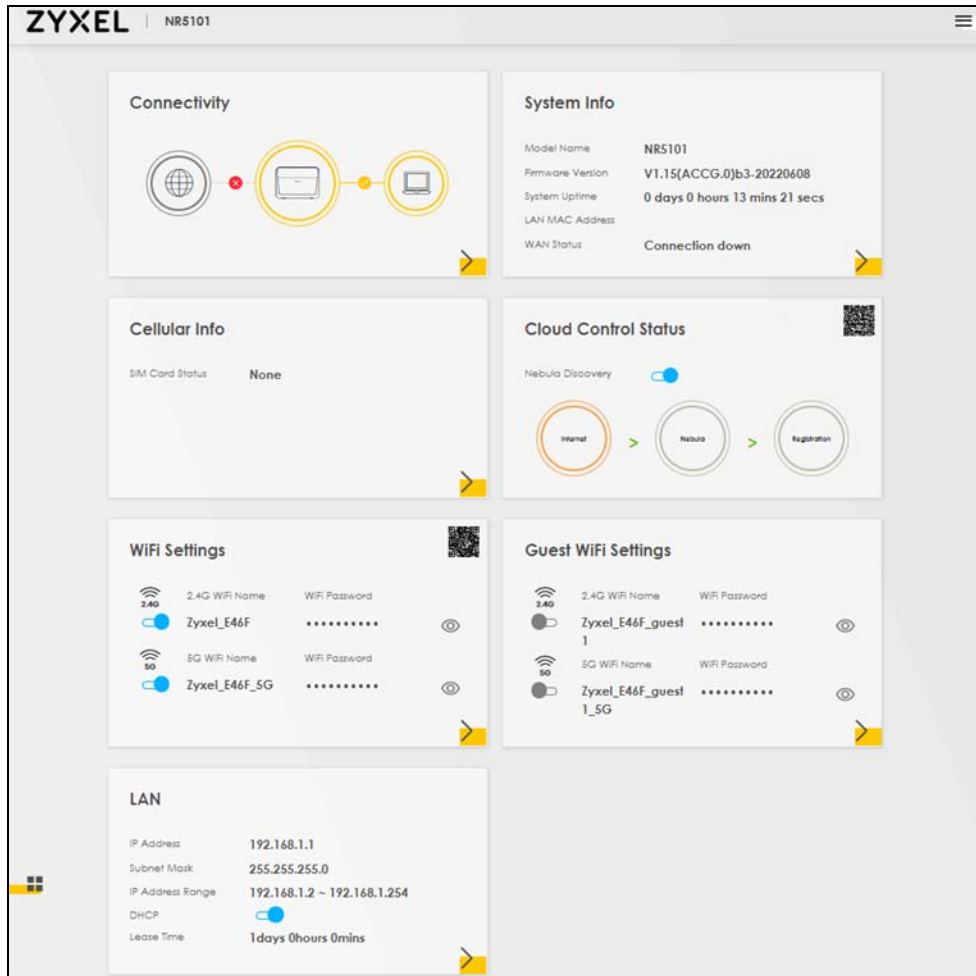 ZYXEL NR5101
Connectivity
System Info
Model Name NR5101
Firmware Version V1.15(ACCG.0)b3-20220608
System Uptime 0 days 0 hours 13 mins 21 secs
LAN MAC Address
WAN Status Connection down
Cellular Info
SIM Card Status None
Cloud Control Status
Nebula Discovery
Internet > Nebula > Registration
WiFi Settings
2.4G 2.4G WiFi Name WiFi Password
Zyxel_E46F ••••••••••
5G 5G WiFi Name WiFi Password
Zyxel_E46F_5G ••••••••••
Guest WiFi Settings
2.4G 2.4G WiFi Name WiFi Password
Zyxel_E46F_guest ••••••••••
1
5G 5G WiFi Name WiFi Password
Zyxel_E46F_guest ••••••••••
1_5G
LAN
IP Address 192.168.1.1
Subnet Mask 255.255.255.0
IP Address Range 192.168.1.2 ~ 192.168.1.254
DHCP
Lease Time 1days 0hours 0mins